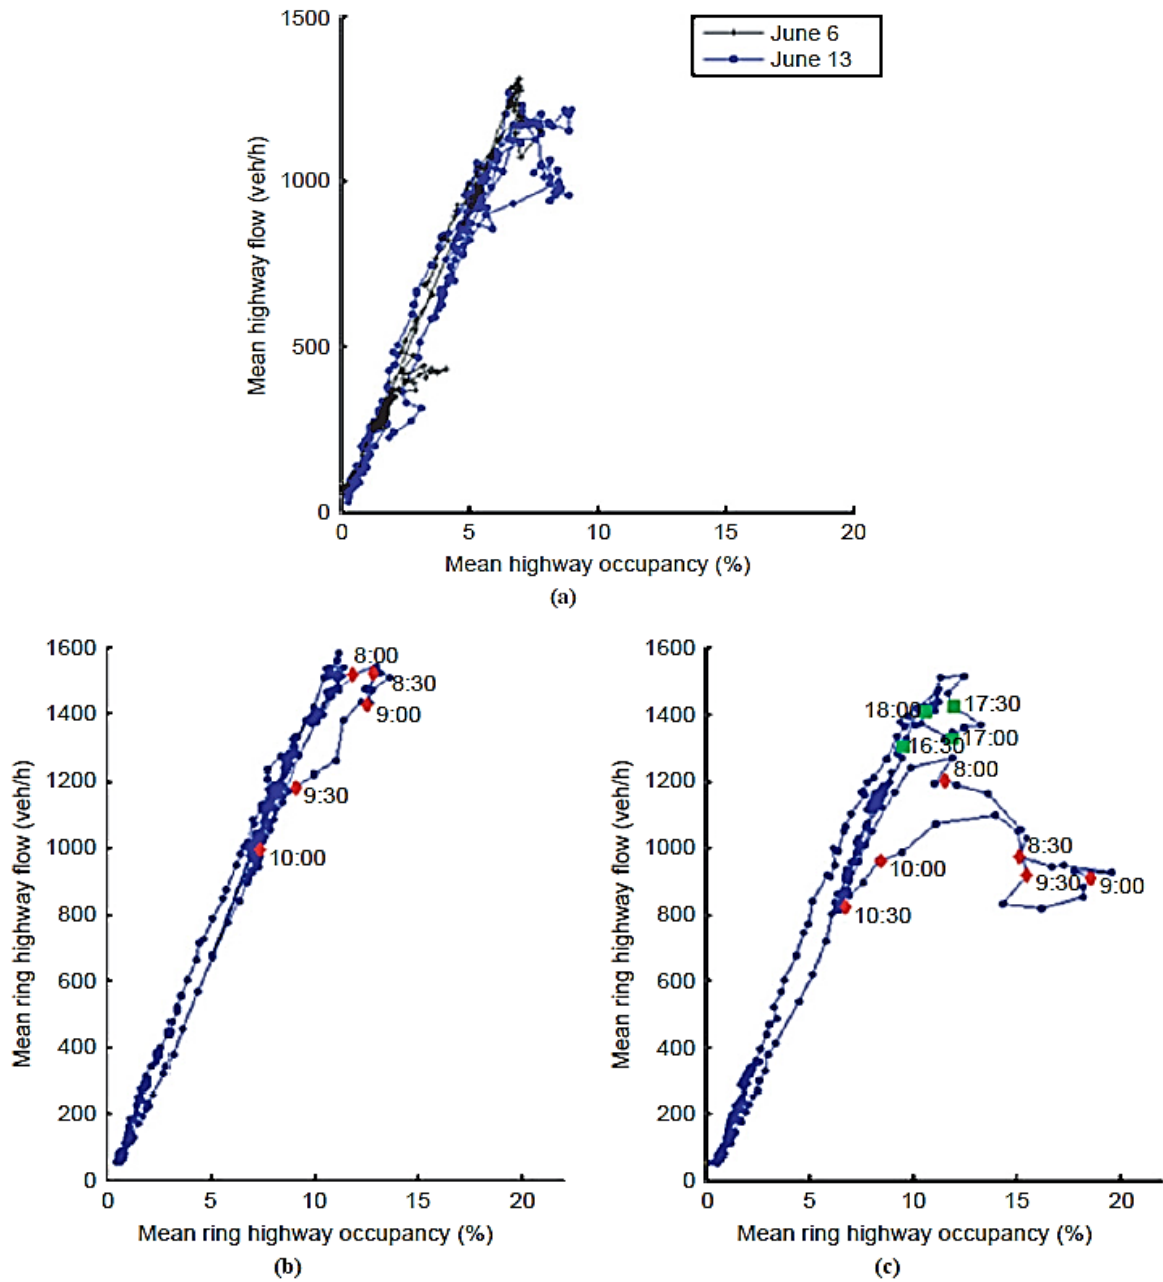 1500
June 6
June 13
1000
500
0
Mean highway flow (veh/h)
0 5 10 15 20
Mean highway occupancy (%)
(a)
1600
1400
1200
1000
800
600
400
200
0
Mean ring highway flow (veh/h)
8:00
8:30
9:00
9:30
10:00
0 5 10 15 20
Mean ring highway occupancy (%)
(b)
1600
1400
1200
1000
800
600
400
200
0
Mean ring highway flow (veh/h)
18:00
17:30
16:30
17:00
8:00
8:30
10:00
9:30
9:00
10:30
0 5 10 15 20
Mean ring highway occupancy (%)
(c)